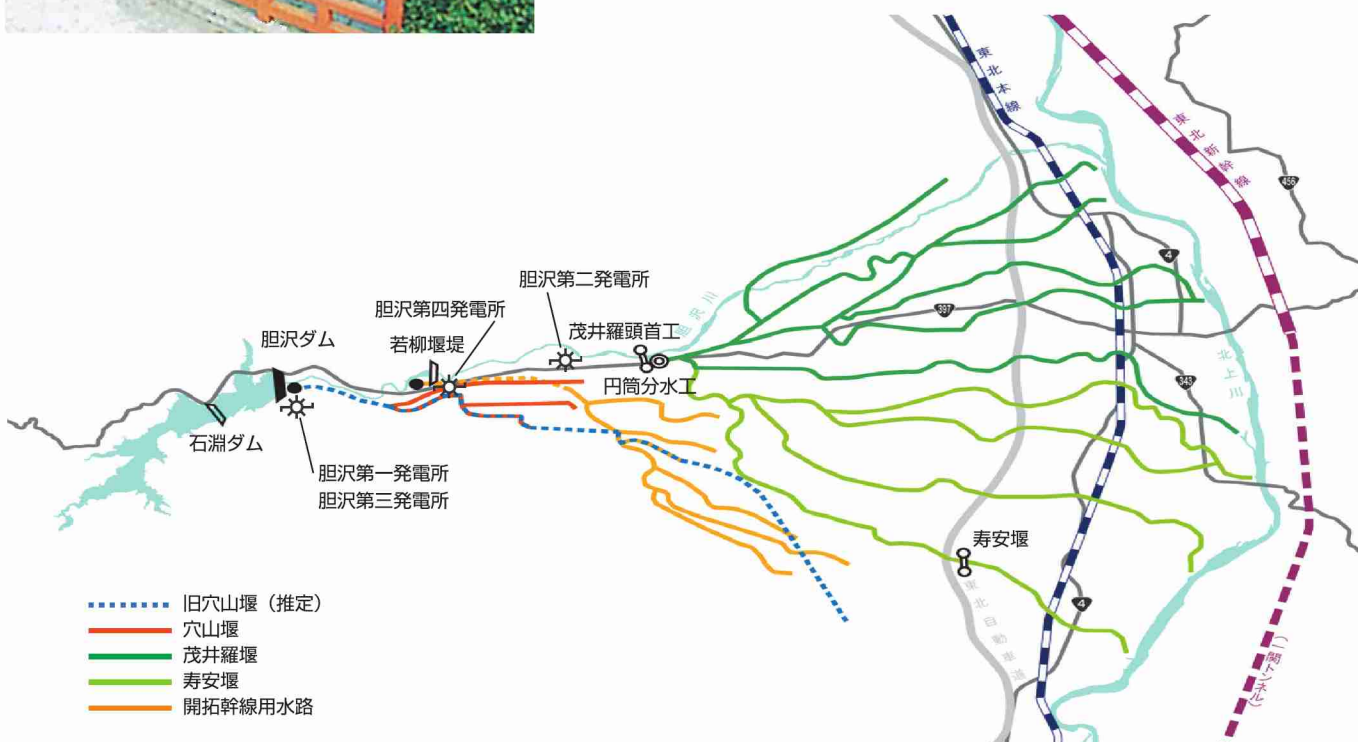 東北本線
東北新幹線
456
4
胆沢第二発電所
胆沢川
胆沢第四発電所
茂井羅頭首工
397
胆沢ダム
若柳堰堤
円筒分水工
北上川
343
石淵ダム
胆沢第一発電所
胆沢第三発電所
寿安堰
東北自動車道
4
(一関トンネル)
旧穴山堰（推定）
穴山堰
茂井羅堰
寿安堰
開拓幹線用水路